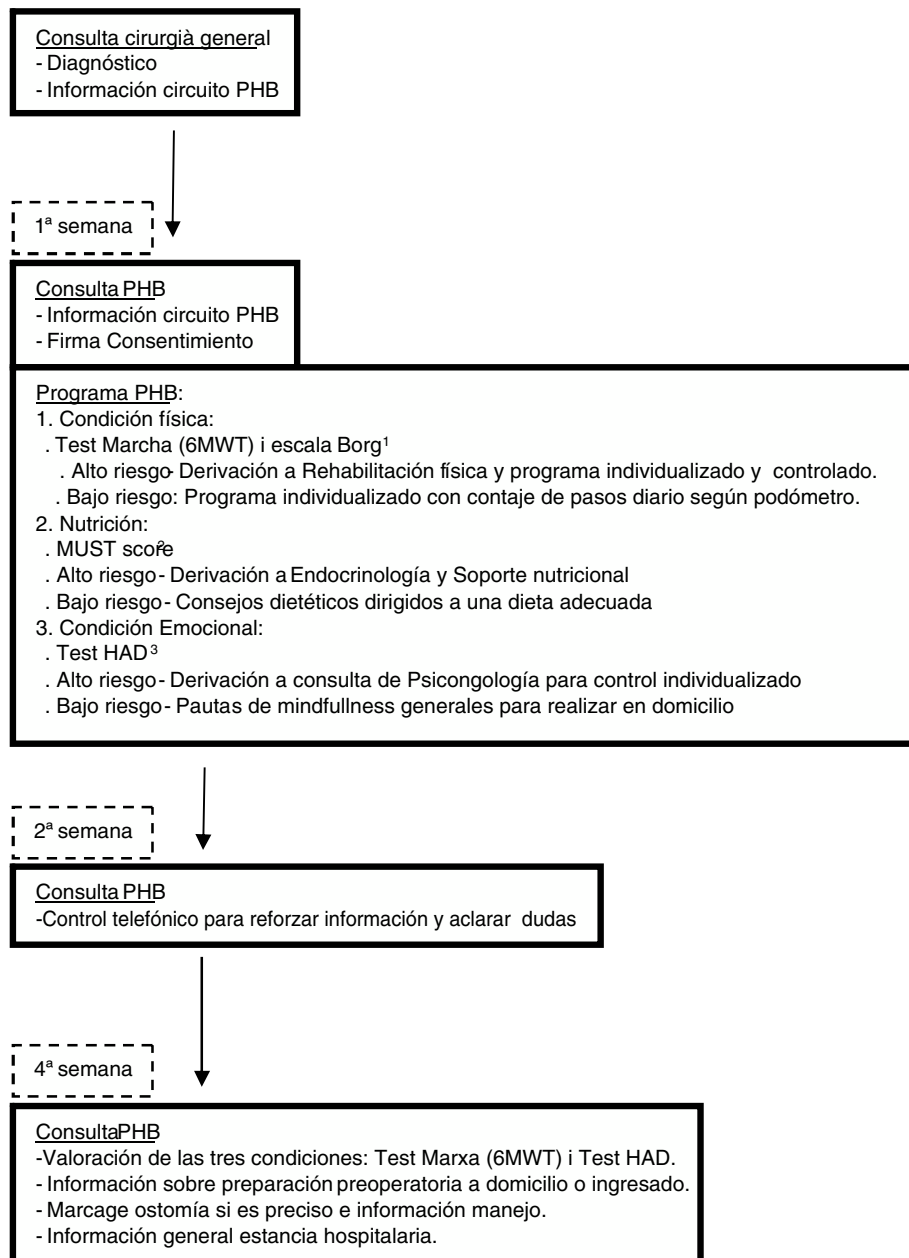 Consulta cirurgià general
- Diagnóstico
- Información circuito PHB
1ª semana
Consulta PHB
- Información circuito PHB
- Firma Consentimiento
Programa PHB:
1. Condición física:
. Test Marcha (6MWT) i escala Borg¹
. Alto riesgo- Derivación a Rehabilitación física y programa individualizado y controlado.
. Bajo riesgo: Programa individualizado con contaje de pasos diario según podómetro.
2. Nutrición:
. MUST score²
. Alto riesgo- Derivación a Endocrinología y Soporte nutricional
. Bajo riesgo- Consejos dietéticos dirigidos a una dieta adecuada
3. Condición Emocional:
. Test HAD³
. Alto riesgo- Derivación a consulta de Psicongología para control individualizado
. Bajo riesgo- Pautas de mindfullness generales para realizar en domicilio
2ª semana
Consulta PHB
-Control telefónico para reforzar información y aclarar dudas
4ª semana
ConsultaPHB
-Valoración de las tres condiciones: Test Marxa (6MWT) i Test HAD.
- Información sobre preparación preoperatoria a domicilio o ingresado.
- Marcage ostomía si es preciso e información manejo.
- Información general estancia hospitalaria.